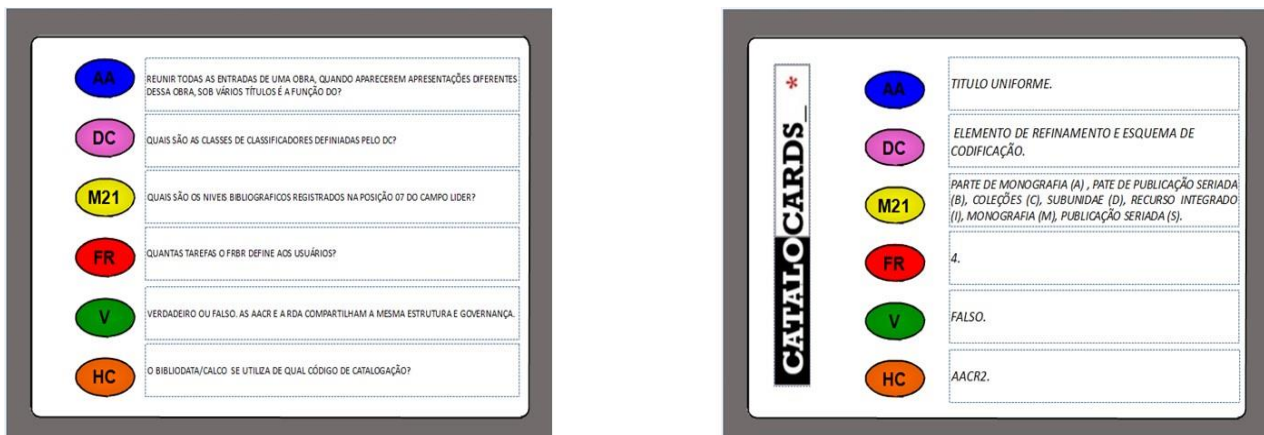 AA
REUNIR TODAS AS ENTRADAS DE UMA OBRA, QUANDO APARECEREM APRESENTAÇÕES DIFERENTES
DESSA OBRA, SOB VÁRIOS TÍTULOS É A FUNÇÃO DO?
DC
QUAIS SÃO AS CLASSES DE CLASSIFICADORES DEFINIADAS PELO DC?
M21
QUAIS SÃO OS NIVEIS BIBLIOGRAFICOS REGISTRADOS NA POSIÇÃO 07 DO CAMPO LIDER?
FR
QUANTAS TAREFAS O FRBR DEFINE AOS USUÁRIOS?
V
VERDADEIRO OU FALSO. AS AACR E A RDA COMPARTILHAM A MESMA ESTRUTURA E GOVERNANÇA.
HC
O BIBLIODATA/CALCO SE UTILIZA DE QUAL CÓDIGO DE CATALOGAÇÃO?
CATALOCARDS_*
AA
TITULO UNIFORME.
DC
ELEMENTO DE REFINAMENTO E ESQUEMA DE
CODIFICAÇÃO.
M21
PARTE DE MONOGRAFIA (A) , PATE DE PUBLICAÇÃO SERIADA
(B), COLEÇÕES (C), SUBUNIDAE (D), RECURSO INTEGRADO
(I), MONOGRAFIA (M), PUBLICAÇÃO SERIADA (S).
FR
4.
V
FALSO.
HC
AACR2.